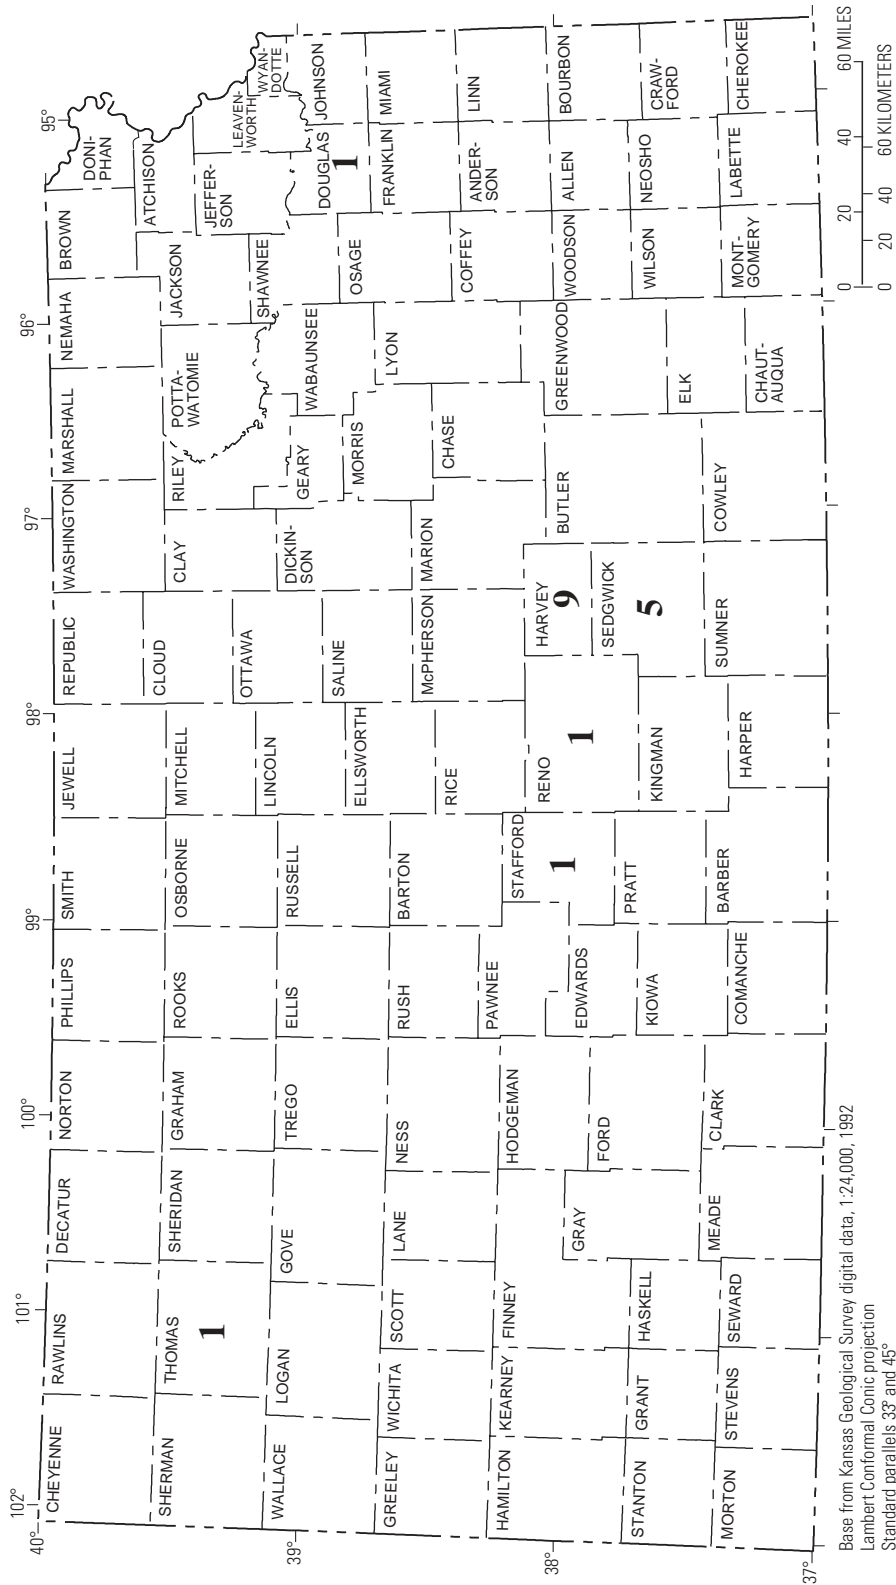 102°
101°
100°
99°
98°
97°
96°
95°
40°
CHEYENNE
RAWLINS
DECATUR
NORTON
PHILLIPS
SMITH
JEWELL
REPUBLIC
WASHINGTON
MARSHALL
NEMAHA
BROWN
DONI-
PHAN
ATCHISON
SHERMAN
THOMAS
1
SHERIDAN
GRAHAM
ROOKS
OSBORNE
MITCHELL
CLOUD
CLAY
RILEY
POTTA-
WATOMIE
JACKSON
JEFFER-
SON
LEAVEN-
WORTH
WYAN-
DOTTE
39°
WALLACE
LOGAN
GOVE
TREGO
ELLIS
RUSSELL
LINCOLN
OTTAWA
DICKIN-
SON
GEARY
WABAUNSEE
SHAWNEE
DOUGLAS
1
JOHNSON
GREELEY
WICHITA
SCOTT
LANE
NESS
RUSH
BARTON
ELLSWORTH
SALINE
MORRIS
OSAGE
FRANKLIN
MIAMI
RICE
McPHERSON
MARION
CHASE
LYON
COFFEY
ANDER-
SON
LINN
HAMILTON
KEARNEY
FINNEY
HODGEMAN
PAWNEE
STAFFORD
1
RENO
1
HARVEY
9
38°
GRAY
FORD
EDWARDS
SEDGWICK
5
BUTLER
GREENWOOD
WOODSON
ALLEN
BOURBON
STANTON
GRANT
HASKELL
KIOWA
PRATT
KINGMAN
ELK
WILSON
NEOSHO
CRAW-
FORD
MORTON
STEVENS
SEWARD
MEADE
CLARK
COMANCHE
BARBER
HARPER
SUMNER
COWLEY
CHAUT-
AUQUA
MONT-
GOMERY
LABETTE
CHEROKEE
37°
Base from Kansas Geological Survey digital data, 1:24,000, 1992
Lambert Conformal Conic projection
Standard parallels 33° and 45°
0 20 40 60 MILES
0 20 40 60 KILOMETERS